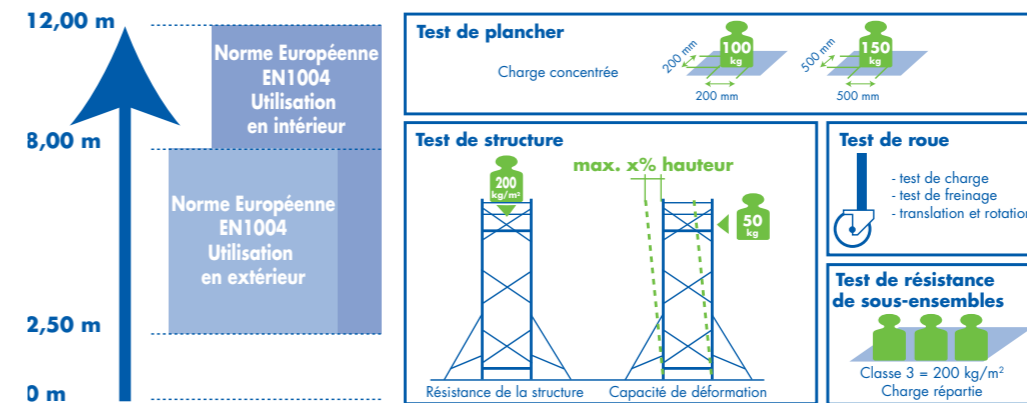 12,00 m
Norme Européenne
EN1004
Utilisation
en intérieur
8,00 m
Norme Européenne
EN1004
Utilisation
en extérieur
2,50 m
0 m
Test de plancher
Charge concentrée
200 mm
100
kg
200 mm
500 mm
150
kg
500 mm
Test de structure
200
kg/m²
Résistance de la structure
max. x% hauteur
50
kg
Capacité de déformation
Test de roue
- test de charge
- test de freinage
- translation et rotation
Test de résistance
de sous-ensembles
Classe 3 = 200 kg/m²
Charge répartie